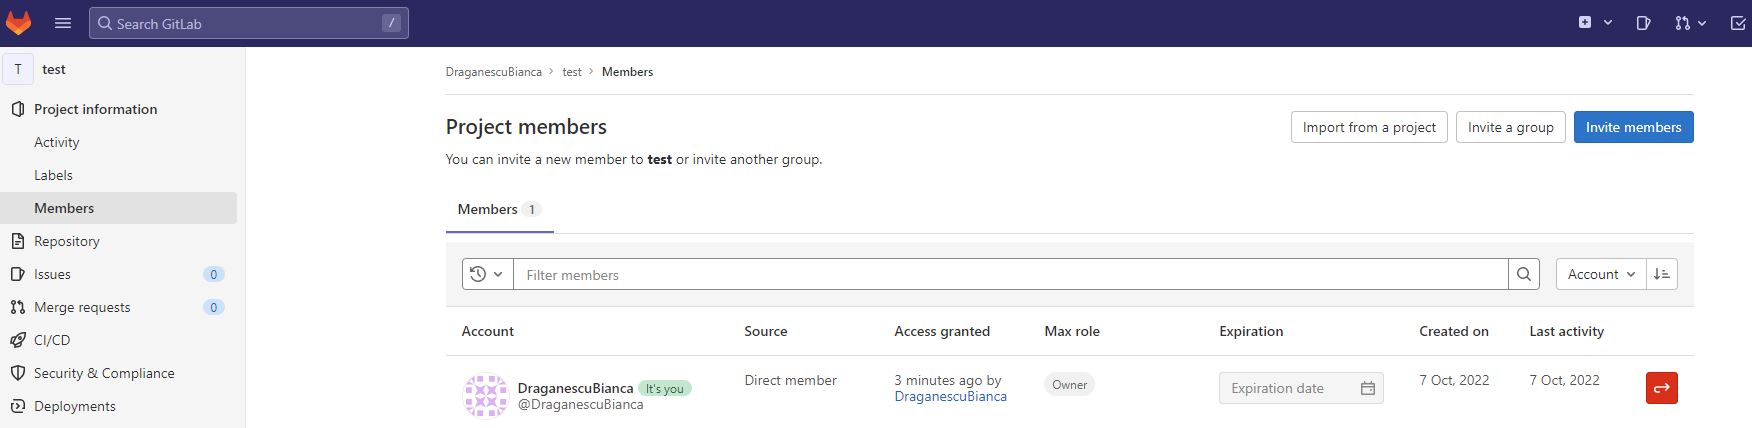 Search GitLab /
T test
Project information
Activity
Labels
Members
Repository
Issues 0
Merge requests 0
CI/CD
Security & Compliance
Deployments
DraganescuBianca > test > Members
Project members
Import from a project Invite a group Invite members
You can invite a new member to test or invite another group.
Members 1
Filter members
Account
Account Source Access granted Max role Expiration Created on Last activity
DraganescuBianca It's you
@DraganescuBianca
Direct member
3 minutes ago by
DraganescuBianca
Owner
Expiration date
7 Oct, 2022
7 Oct, 2022